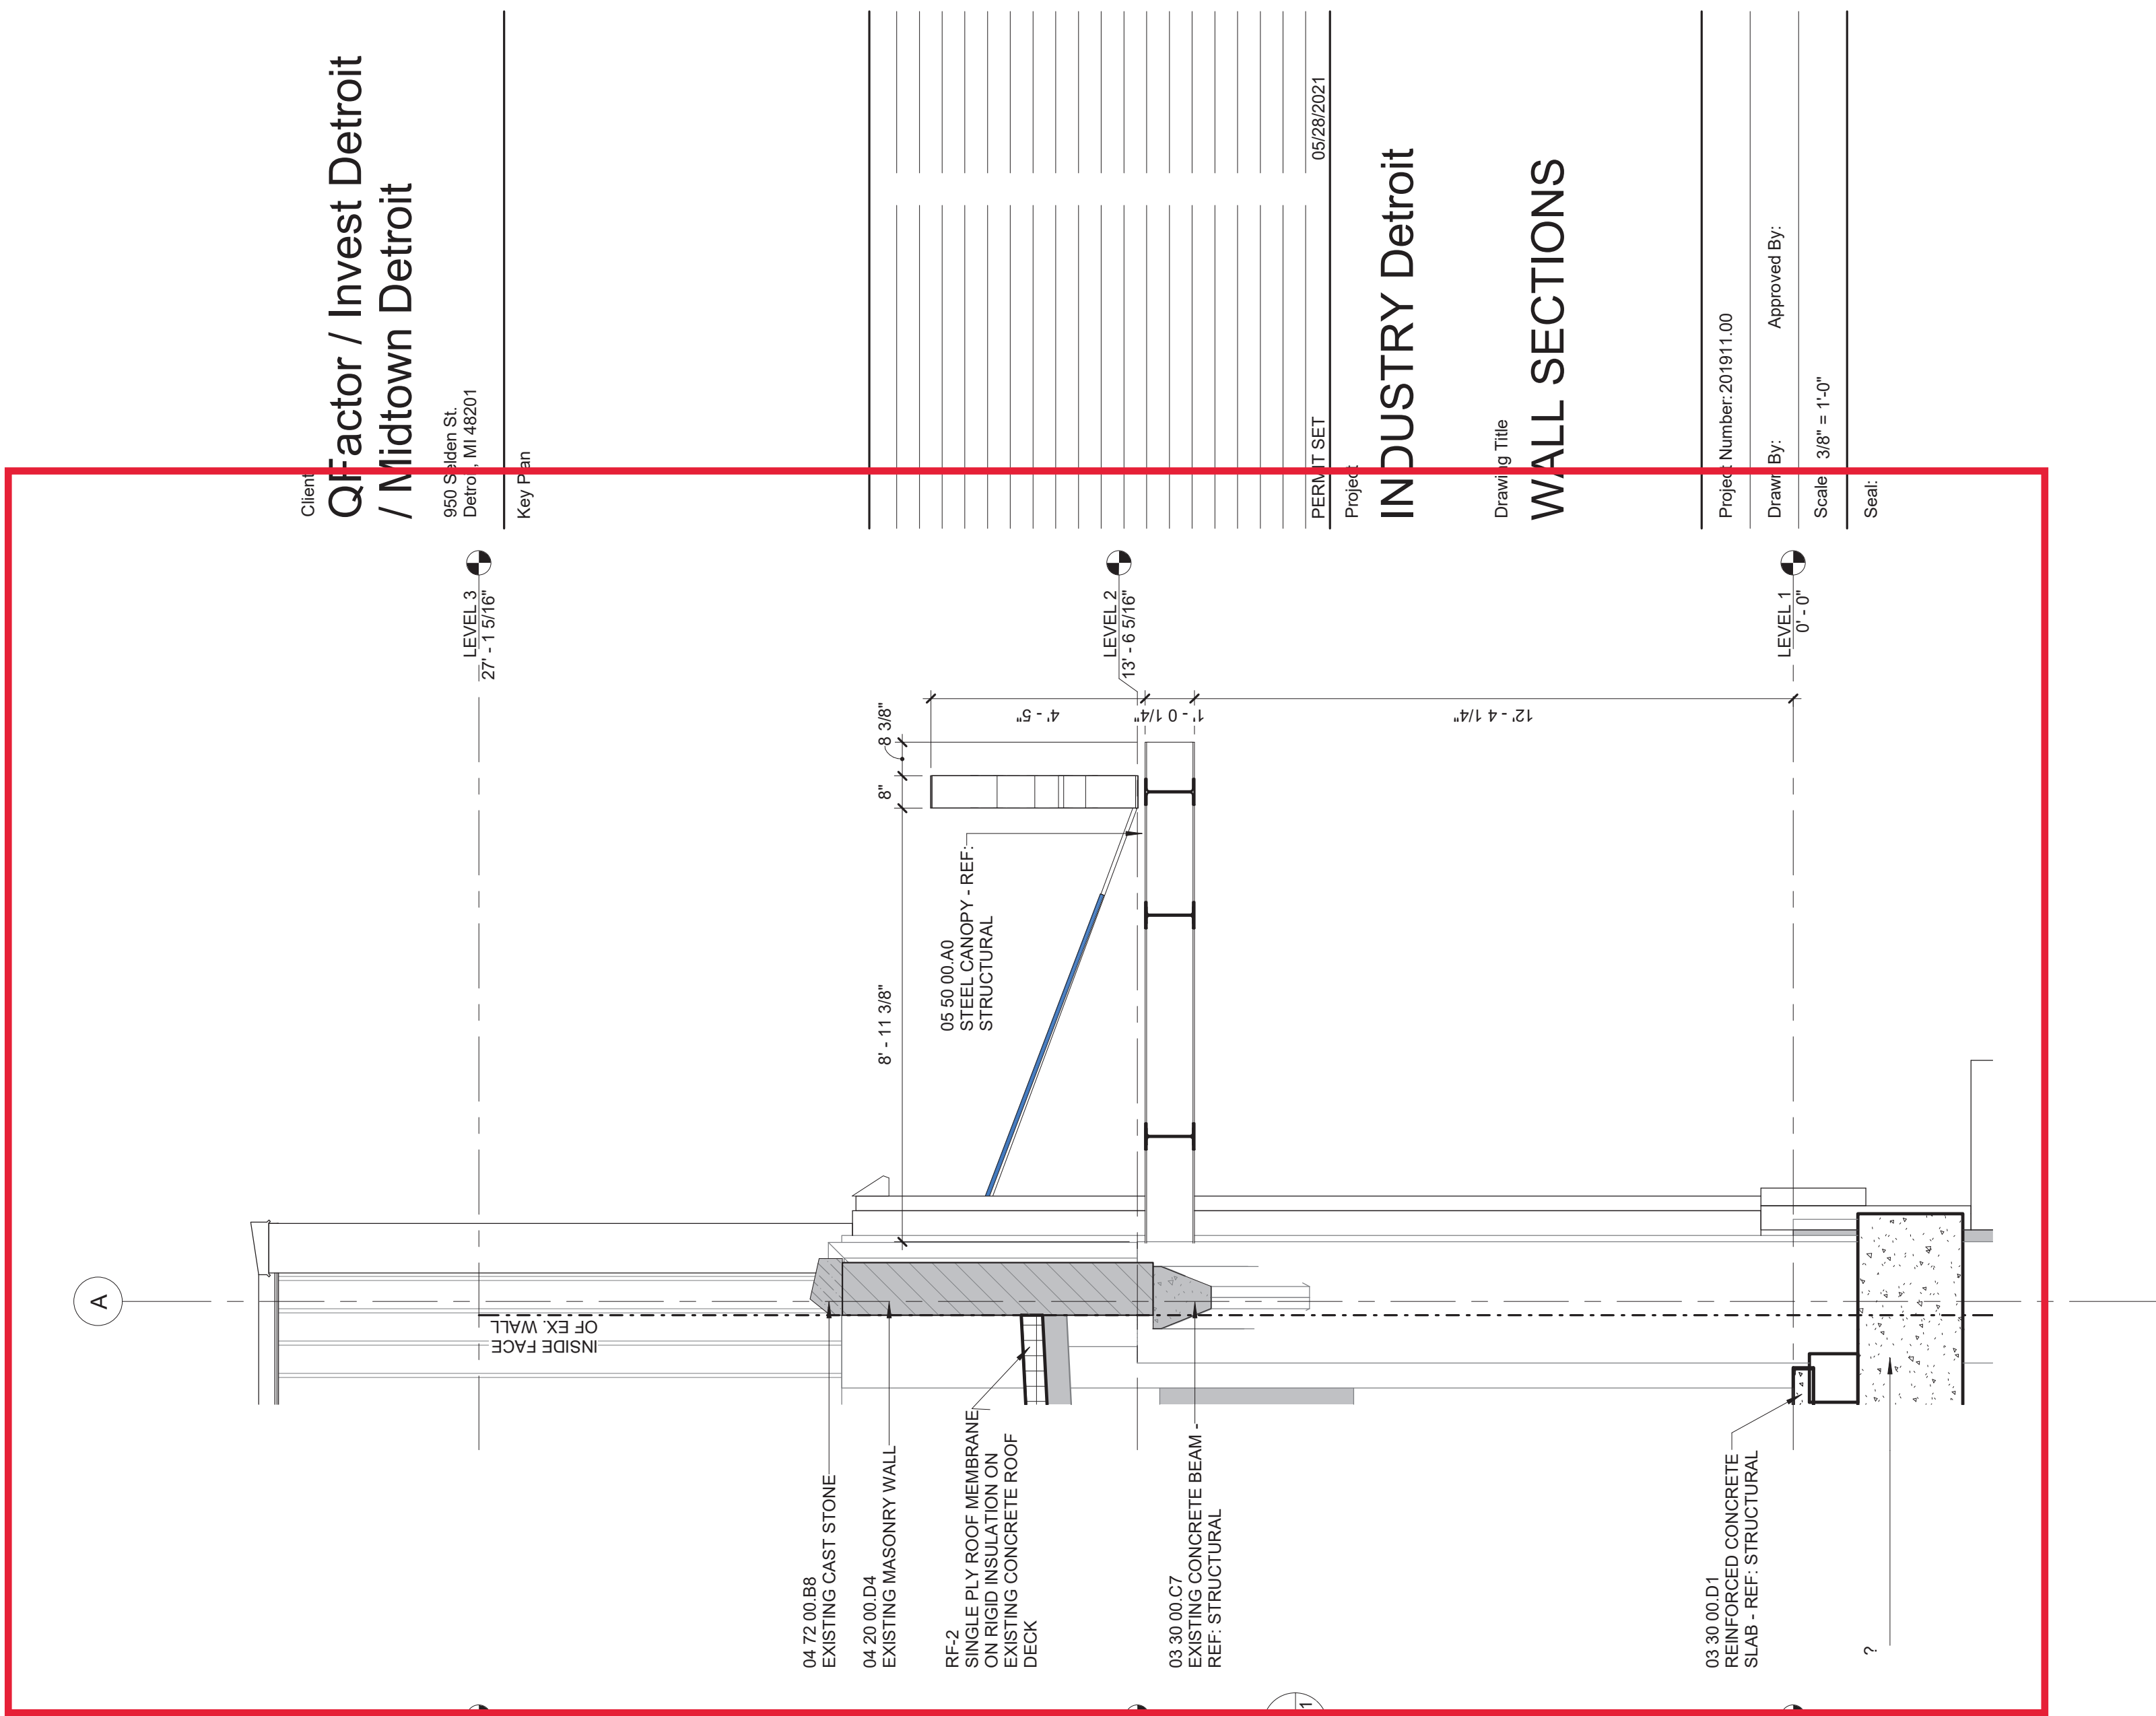 Client
QFactor / Invest Detroit
/ Midtown Detroit
950 Selden St.
Detroit, MI 48201
Key Plan
PERMIT SET 05/28/2021
Project
INDUSTRY Detroit
Drawing Title
WALL SECTIONS
Project Number: 201911.00
Drawn By: Approved By:
Scale 3/8" = 1'-0"
Seal:
A
LEVEL 3
27' - 1 5/16"
LEVEL 2
13' - 6 5/16"
LEVEL 1
0' - 0"
8' - 11 3/8"
8"
8 3/8"
4' - 5"
1' - 0 1/4"
12' - 4 1/4"
05 50 00.A0
STEEL CANOPY - REF:
STRUCTURAL
INSIDE FACE
OF EX. WALL
04 72 00.B8
EXISTING CAST STONE
04 20 00.D4
EXISTING MASONRY WALL
RF-2
SINGLE PLY ROOF MEMBRANE
ON RIGID INSULATION ON
EXISTING CONCRETE ROOF
DECK
03 30 00.C7
EXISTING CONCRETE BEAM -
REF: STRUCTURAL
03 30 00.D1
REINFORCED CONCRETE
SLAB - REF: STRUCTURAL
?
1